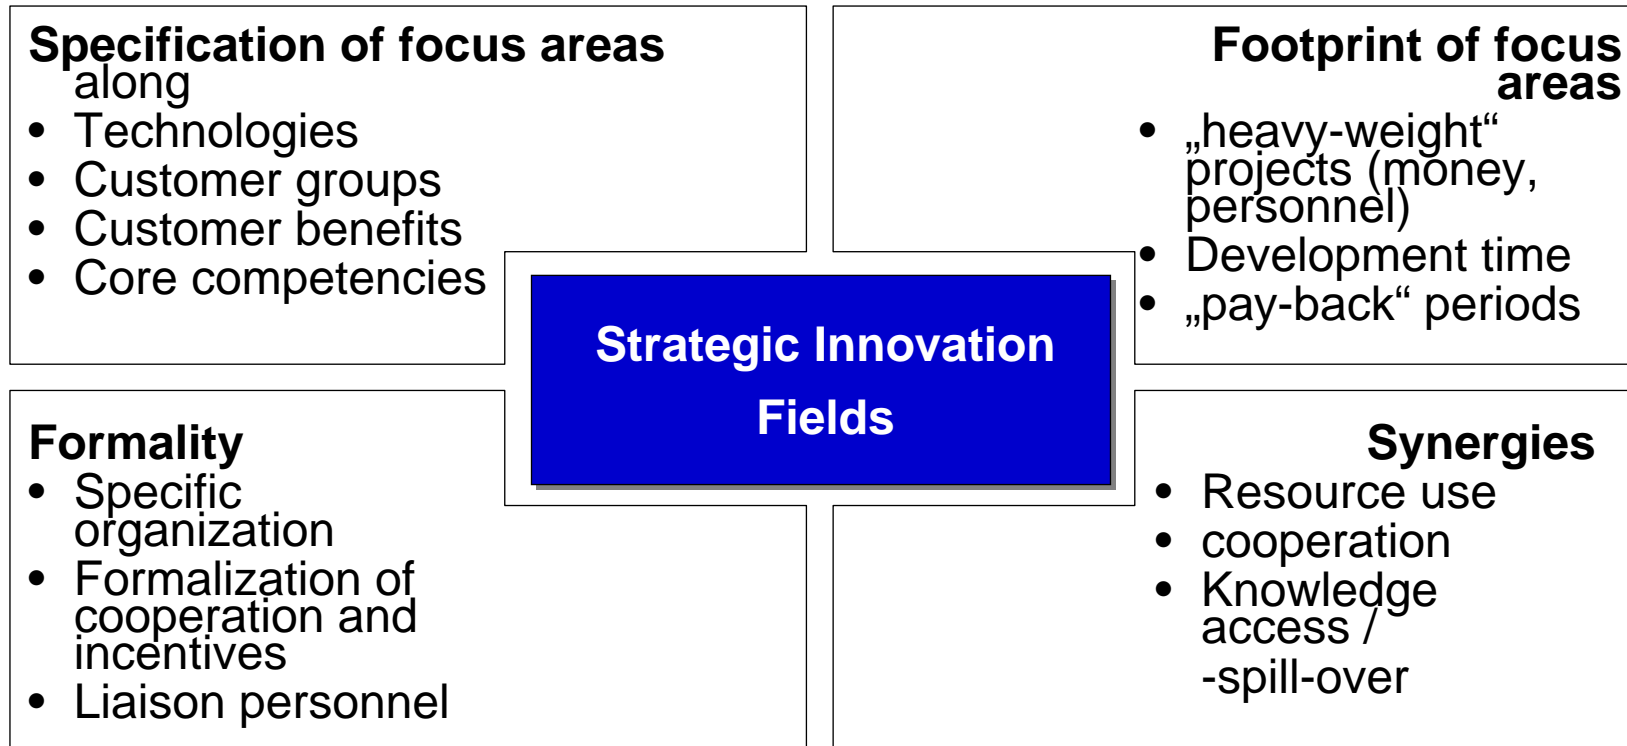 Specification of focus areas
along
• Technologies
• Customer groups
• Customer benefits
• Core competencies
Footprint of focus
areas
• „heavy-weight“
projects (money,
personnel)
• Development time
• „pay-back“ periods
Strategic Innovation
Fields
Formality
• Specific
organization
• Formalization of
cooperation and
incentives
• Liaison personnel
Synergies
• Resource use
• cooperation
• Knowledge
access /
-spill-over